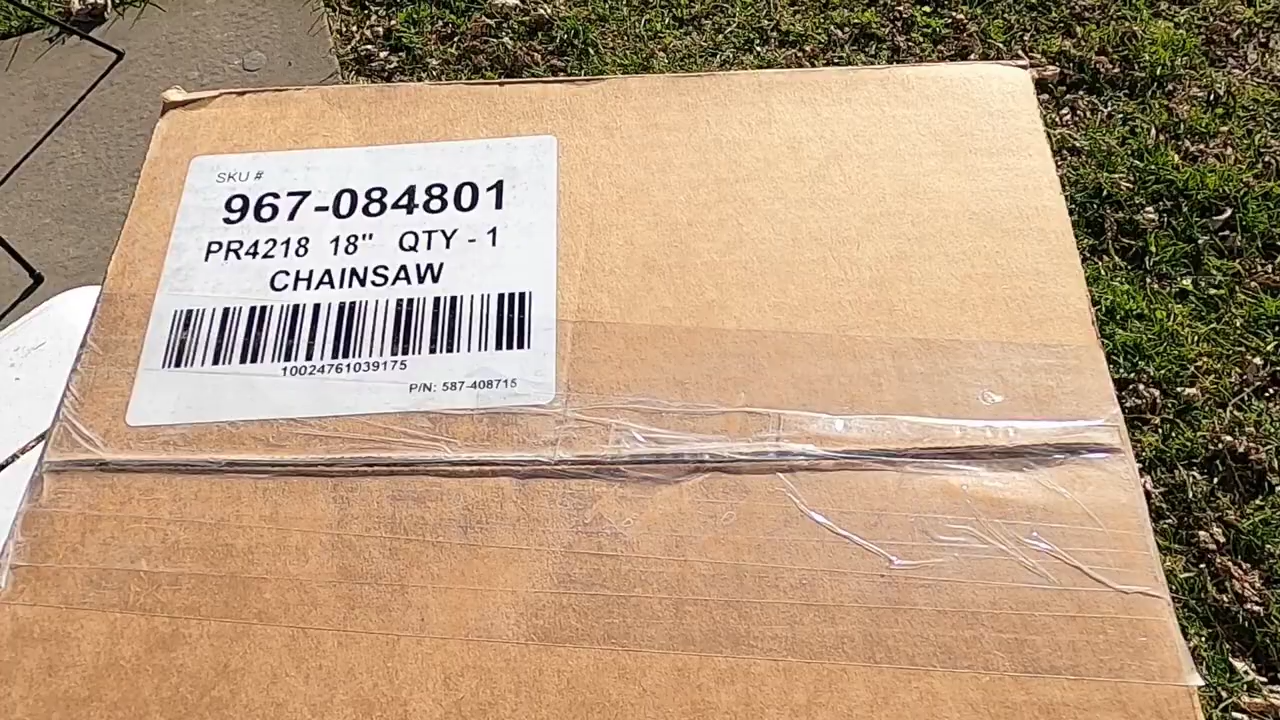 SKU #
967-084801
PR4218 18" QTY - 1
CHAINSAW
10024761039175
P/N: 587-408715